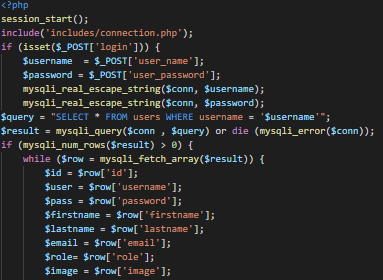 <?php
session_start();
include('includes/connection.php');
if (isset($_POST['login'])) {
    $username  = $_POST['user_name'];
    $password = $_POST['user_password'];
    mysqli_real_escape_string($conn, $username);
    mysqli_real_escape_string($conn, $password);
$query = "SELECT * FROM users WHERE username = '$username'";
$result = mysqli_query($conn , $query) or die (mysqli_error($conn));
if (mysqli_num_rows($result) > 0) {
    while ($row = mysqli_fetch_array($result)) {
        $id = $row['id'];
        $user = $row['username'];
        $pass = $row['password'];
        $firstname = $row['firstname'];
        $lastname = $row['lastname'];
        $email = $row['email'];
        $role= $row['role'];
        $image = $row['image'];